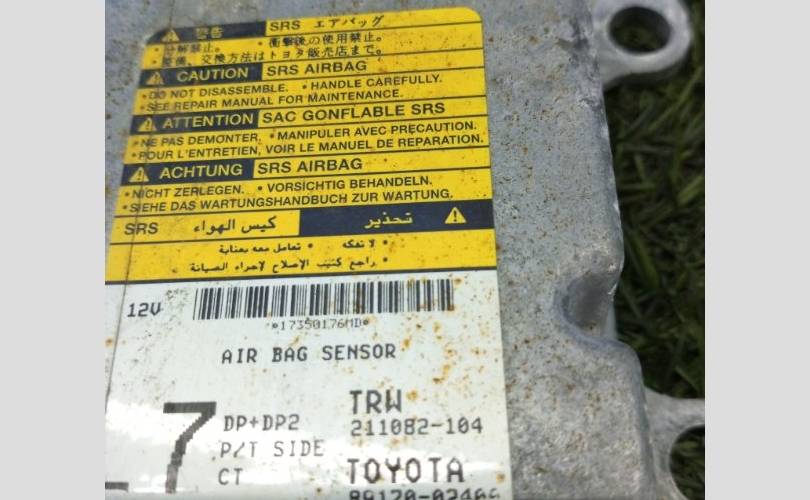 警告 SRS エアバッグ
・分解禁止。 ・衝撃後の使用禁止。
・整備、交換方法はトヨタ販売店まで。
CAUTION SRS AIRBAG
•DO NOT DISASSEMBLE. •HANDLE CAREFULLY.
•SEE REPAIR MANUAL FOR MAINTENANCE.
ATTENTION SAC GONFLABLE SRS
•NE PAS DEMONTER. •MANIPULER AVEC PRECAUTION.
•POUR L'ENTRETIEN, VOIR LE MANUEL DE REPARATION.
ACHTUNG SRS AIRBAG
•NICHT ZERLEGEN. •VORSICHTIG BEHANDELN.
•SIEHE DAS WARTUNGSHANDBUCH ZUR WARTUNG.
تحذير كيس الهواء SRS
• لا تفكه • تعامل معه بعناية
• راجع كتيب الإصلاح لاجراء الصيانة
12V
*17350176MD*
AIR BAG SENSOR
7
DP+DP2
P/T SIDE
CT
TRW
211082-104
TOYOTA